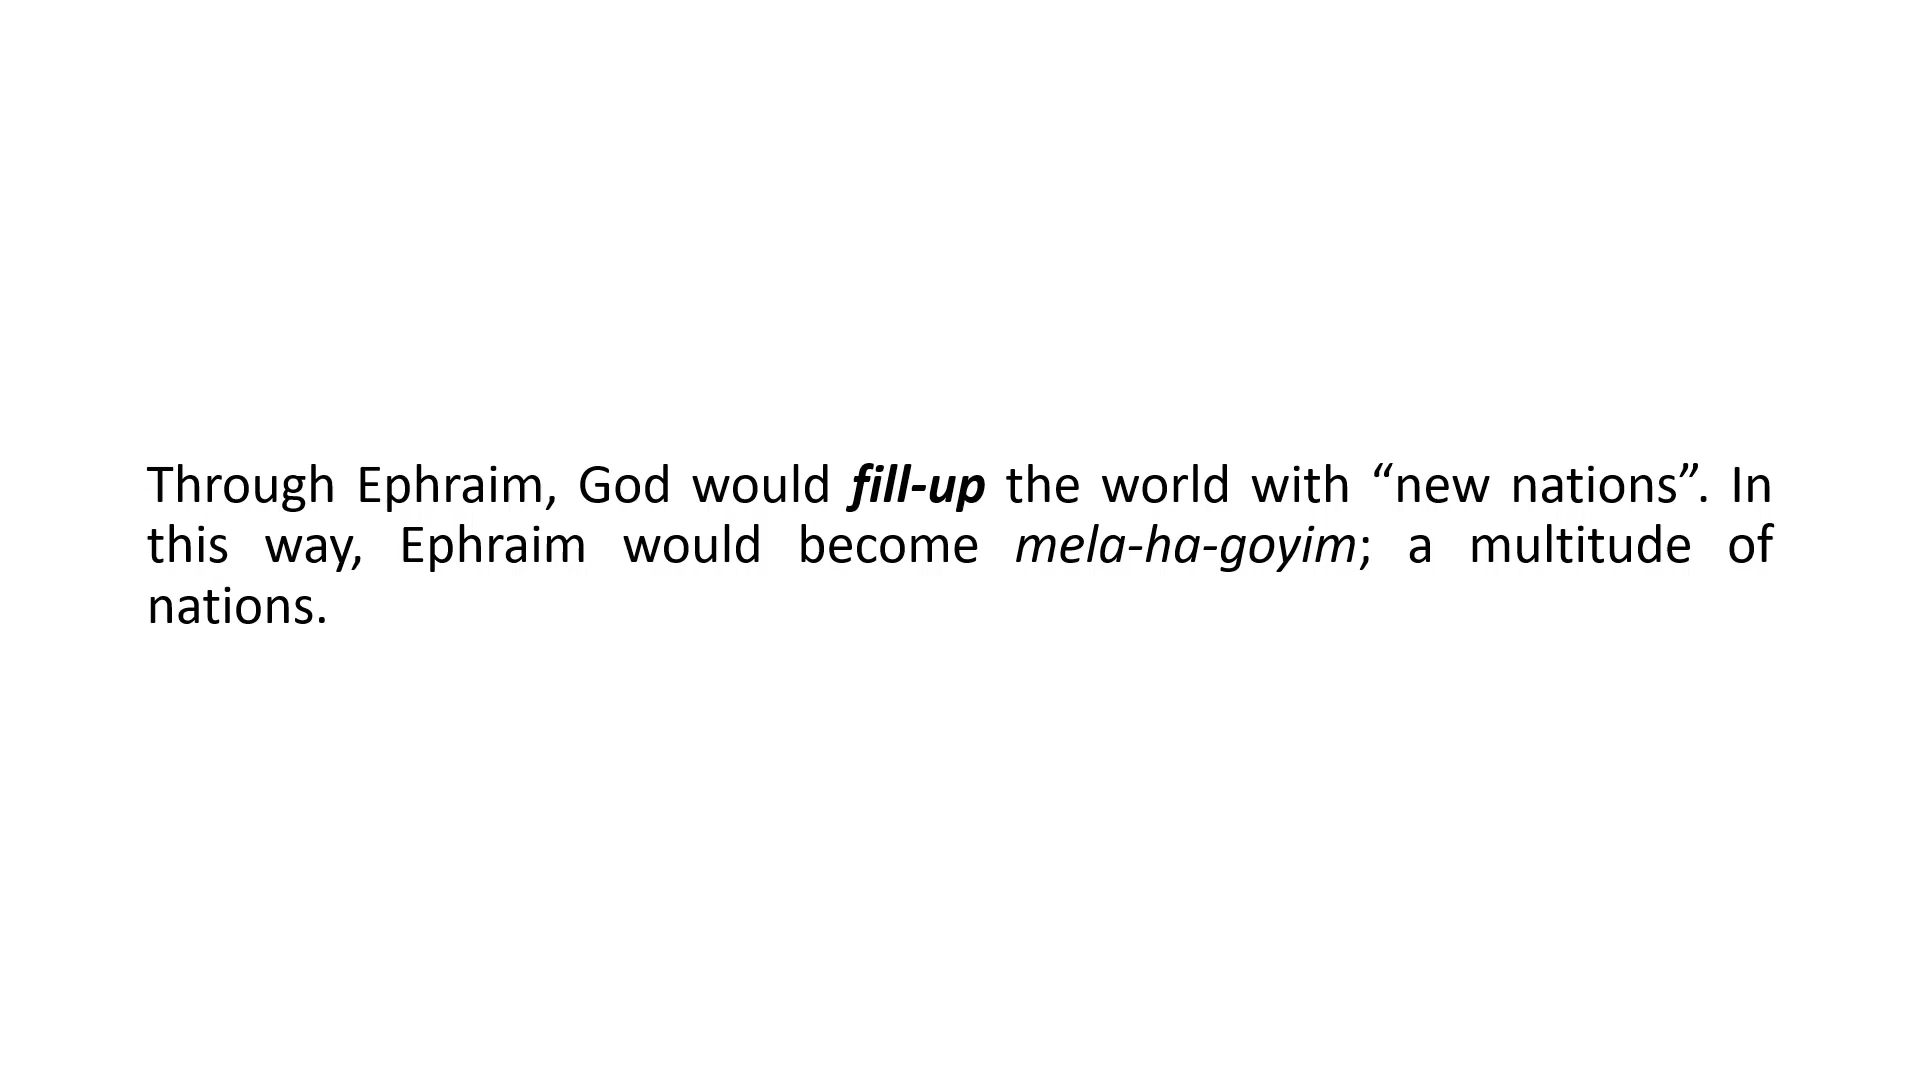 Through Ephraim, God would fill-up the world with “new nations”. In
this way, Ephraim would become mela-ha-goyim; a multitude of
nations.